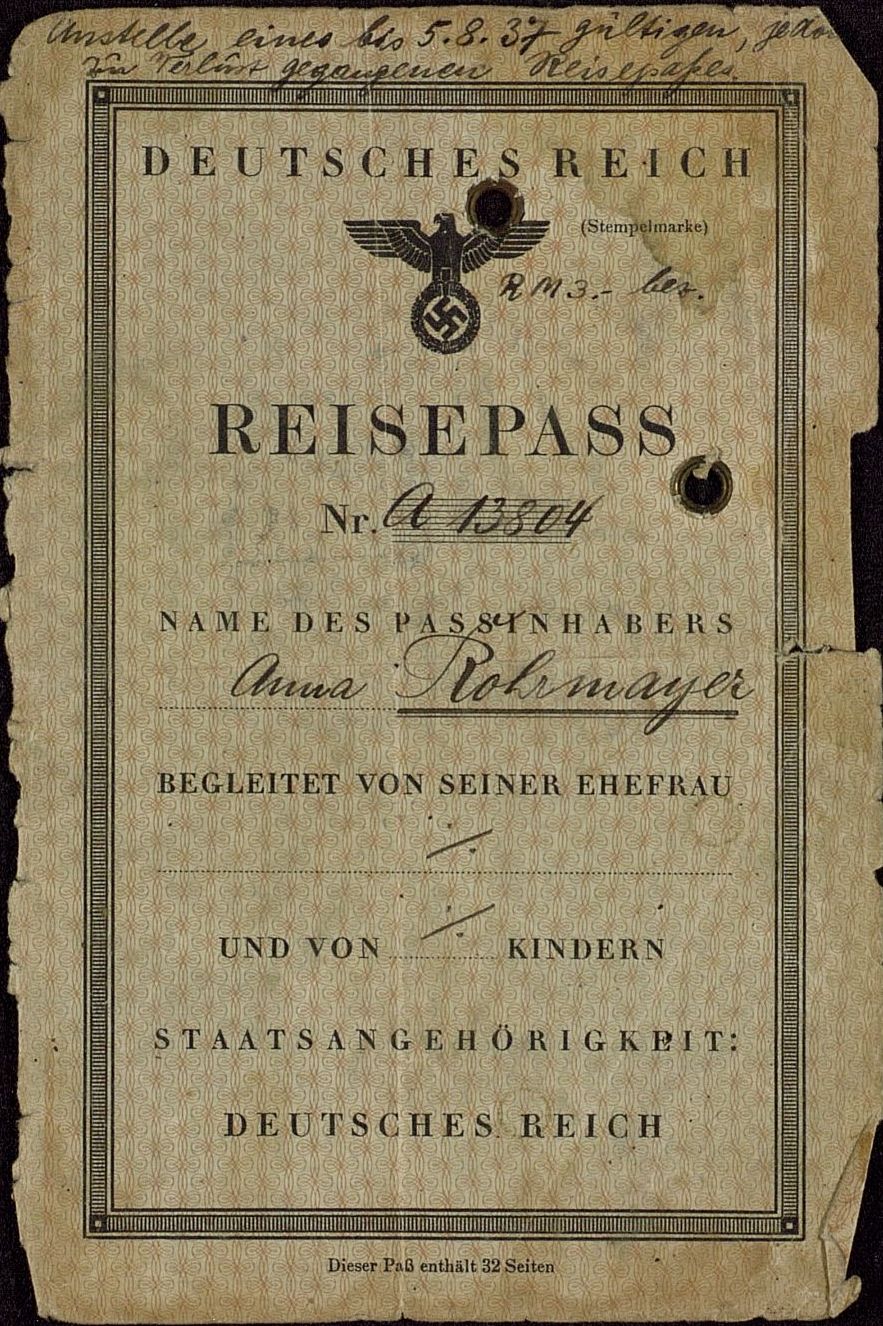 Anstelle eines bis 5.8.37 gültigen, jedoch
zu Verlust gegangenen Reisepaßes.
DEUTSCHES REICH
(Stempelmarke)
RM 3.- bez.
REISEPASS
Nr. A 13804
NAME DES PASSINHABERS
Anna Rohrmayer
BEGLEITET VON SEINER EHEFRAU
./.
UND VON ./. KINDERN
STAATSANGEHÖRIGKEIT:
DEUTSCHES REICH
Dieser Paß enthält 32 Seiten